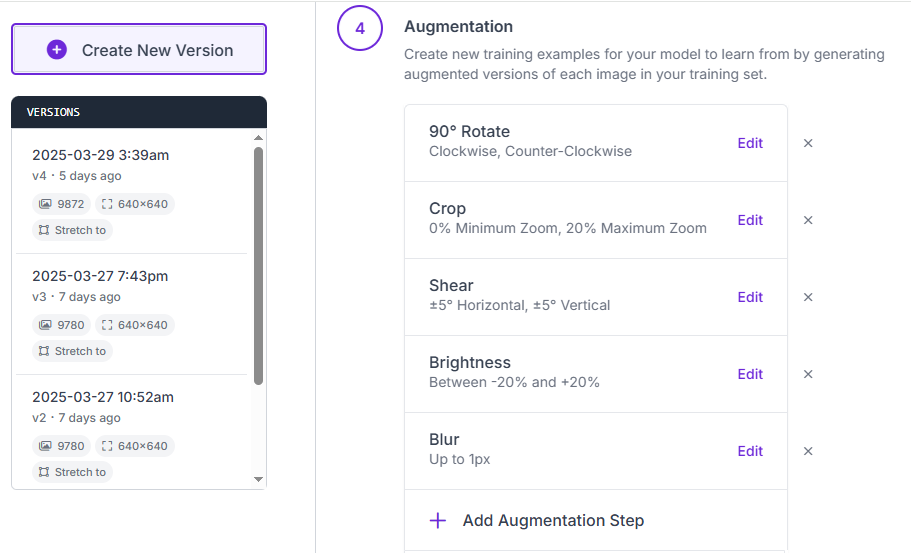 Create New Version
VERSIONS
2025-03-29 3:39am
v4 · 5 days ago
9872 640×640
Stretch to
2025-03-27 7:43pm
v3 · 7 days ago
9780 640×640
Stretch to
2025-03-27 10:52am
v2 · 7 days ago
9780 640×640
Stretch to
4
Augmentation
Create new training examples for your model to learn from by generating
augmented versions of each image in your training set.
90° Rotate
Clockwise, Counter-Clockwise
Edit
Crop
0% Minimum Zoom, 20% Maximum Zoom
Edit
Shear
±5° Horizontal, ±5° Vertical
Edit
Brightness
Between -20% and +20%
Edit
Blur
Up to 1px
Edit
Add Augmentation Step